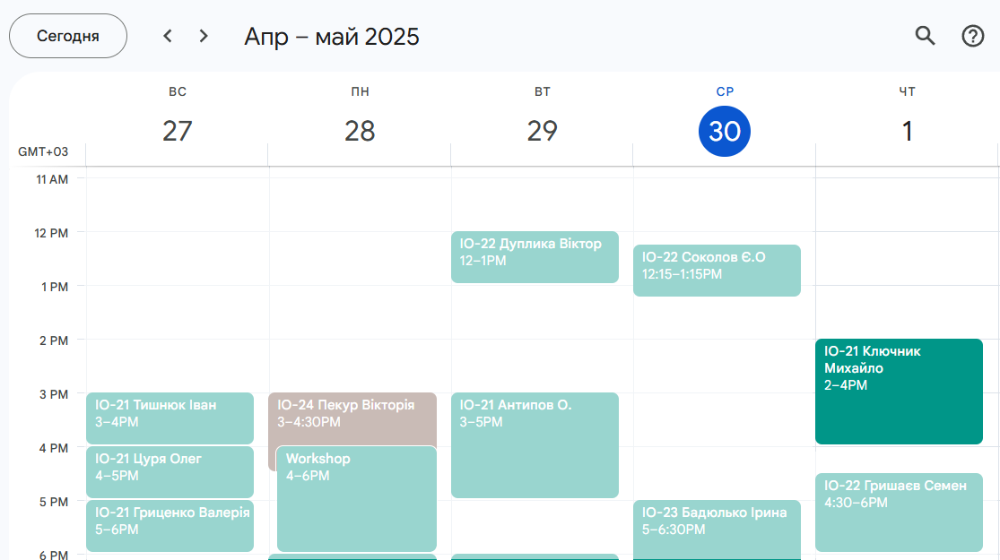 Сегодня
Апр – май 2025
ВС
ПН
ВТ
СР
ЧТ
27
28
29
30
1
GMT+03
11 AM
12 PM
1 PM
2 PM
3 PM
4 PM
5 PM
6 PM
ІО-21 Тишнюк Іван
3–4PM
ІО-21 Цуря Олег
4–5PM
ІО-21 Гриценко Валерія
5–6PM
ІО-24 Пекур Вікторія
3–4:30PM
Workshop
4–6PM
ІО-22 Дуплика Віктор
12–1PM
ІО-21 Антипов О.
3–5PM
ІО-22 Соколов Є.О
12:15–1:15PM
ІО-23 Бадюлько Ірина
5–6:30PM
ІО-21 Ключник
Михайло
2–4PM
ІО-22 Гришаєв Семен
4:30–6PM